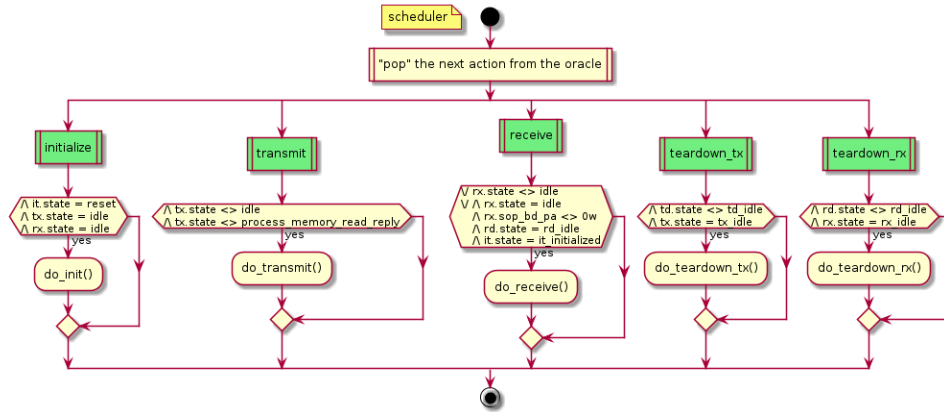 scheduler
"pop" the next action from the oracle
initialize
/\ it.state = reset
/\ tx.state = idle
/\ rx.state = idle
yes
do_init()
transmit
/\ tx.state <> idle
/\ tx.state <> process_memory_read_reply
yes
do_transmit()
receive
\/ rx.state <> idle
\/ /\ rx.state = idle
/\ rx.sop_bd_pa <> 0w
/\ rd.state = rd_idle
/\ it.state = it_initialized
yes
do_receive()
teardown_tx
/\ td.state <> td_idle
/\ tx.state = tx_idle
yes
do_teardown_tx()
teardown_rx
/\ rd.state <> rd_idle
/\ rx.state = rx_idle
yes
do_teardown_rx()